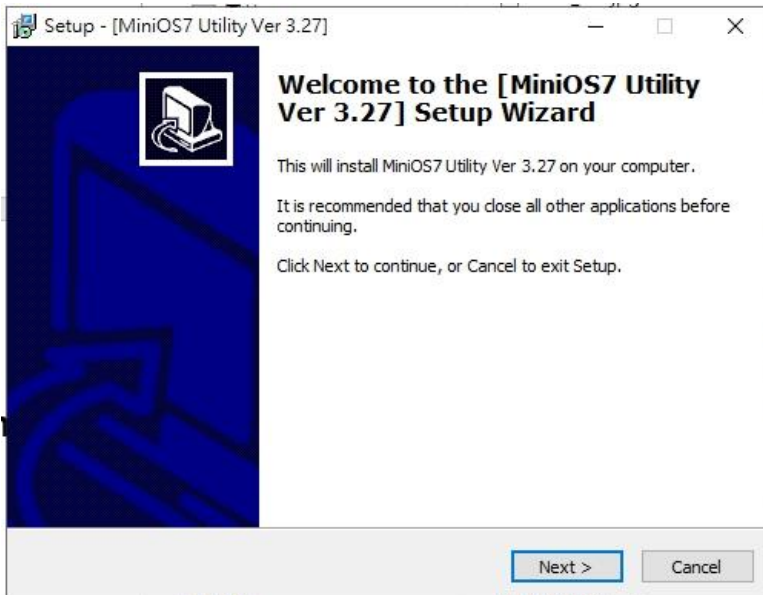 Setup - [MiniOS7 Utility Ver 3.27]
Welcome to the [MiniOS7 Utility
Ver 3.27] Setup Wizard
This will install MiniOS7 Utility Ver 3.27 on your computer.
It is recommended that you close all other applications before
continuing.
Click Next to continue, or Cancel to exit Setup.
Next >
Cancel